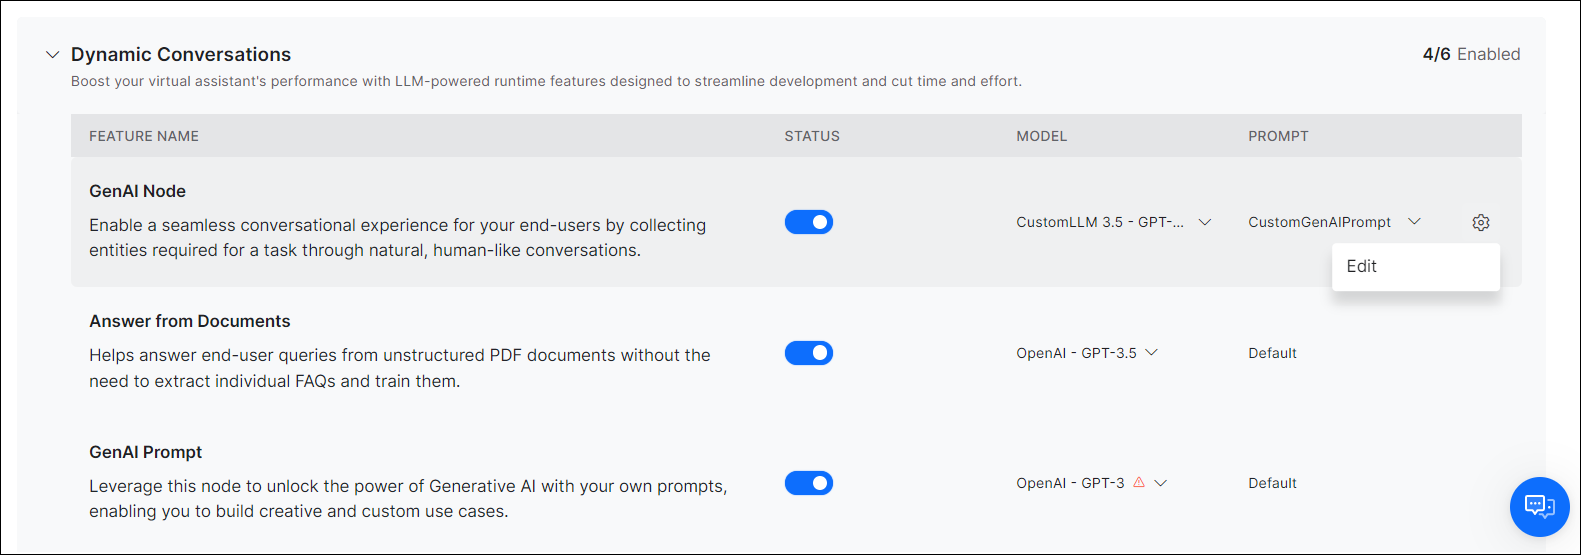 Dynamic Conversations
4/6 Enabled
Boost your virtual assistant's performance with LLM-powered runtime features designed to streamline development and cut time and effort.
FEATURE NAME STATUS MODEL PROMPT
GenAI Node
Enable a seamless conversational experience for your end-users by collecting
entities required for a task through natural, human-like conversations.
CustomLLM 3.5 - GPT-...
CustomGenAIPrompt
Edit
Answer from Documents
Helps answer end-user queries from unstructured PDF documents without the
need to extract individual FAQs and train them.
OpenAI - GPT-3.5
Default
GenAI Prompt
Leverage this node to unlock the power of Generative AI with your own prompts,
enabling you to build creative and custom use cases.
OpenAI - GPT-3
Default